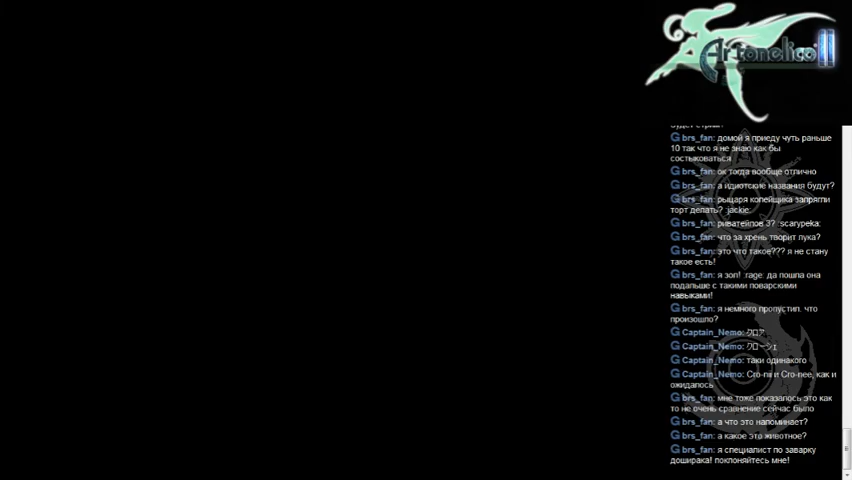 Ar tonelico II
brs_fan: домой я приеду чуть раньше
10 так что я не знаю как бы
состыковаться
brs_fan: ок тогда вообще отлично
brs_fan: а идиотские названия будут?
brs_fan: рыцаря копейщика запрягли
торт делать? :jackie:
brs_fan: риватейлов 3? :scarypeka:
brs_fan: что за хрень творит лука?
brs_fan: это что такое??? я не стану
такое есть!
brs_fan: я зол! :rage: да пошла она
подальше с такими поварскими
навыками!
brs_fan: я немного пропустил. что
произошло?
Captain_Nemo: クロア
Captain_Nemo: クローシェ
Captain_Nemo: таки одинаково
Captain_Nemo: Cro-nii и Cro-nee, как и
ожидалось
brs_fan: мне тоже показалось это как
то не очень сравнение сейчас было
brs_fan: а что это напоминает?
brs_fan: а какое это животное?
brs_fan: я специалист по заварку
доширака! поклоняйтесь мне!